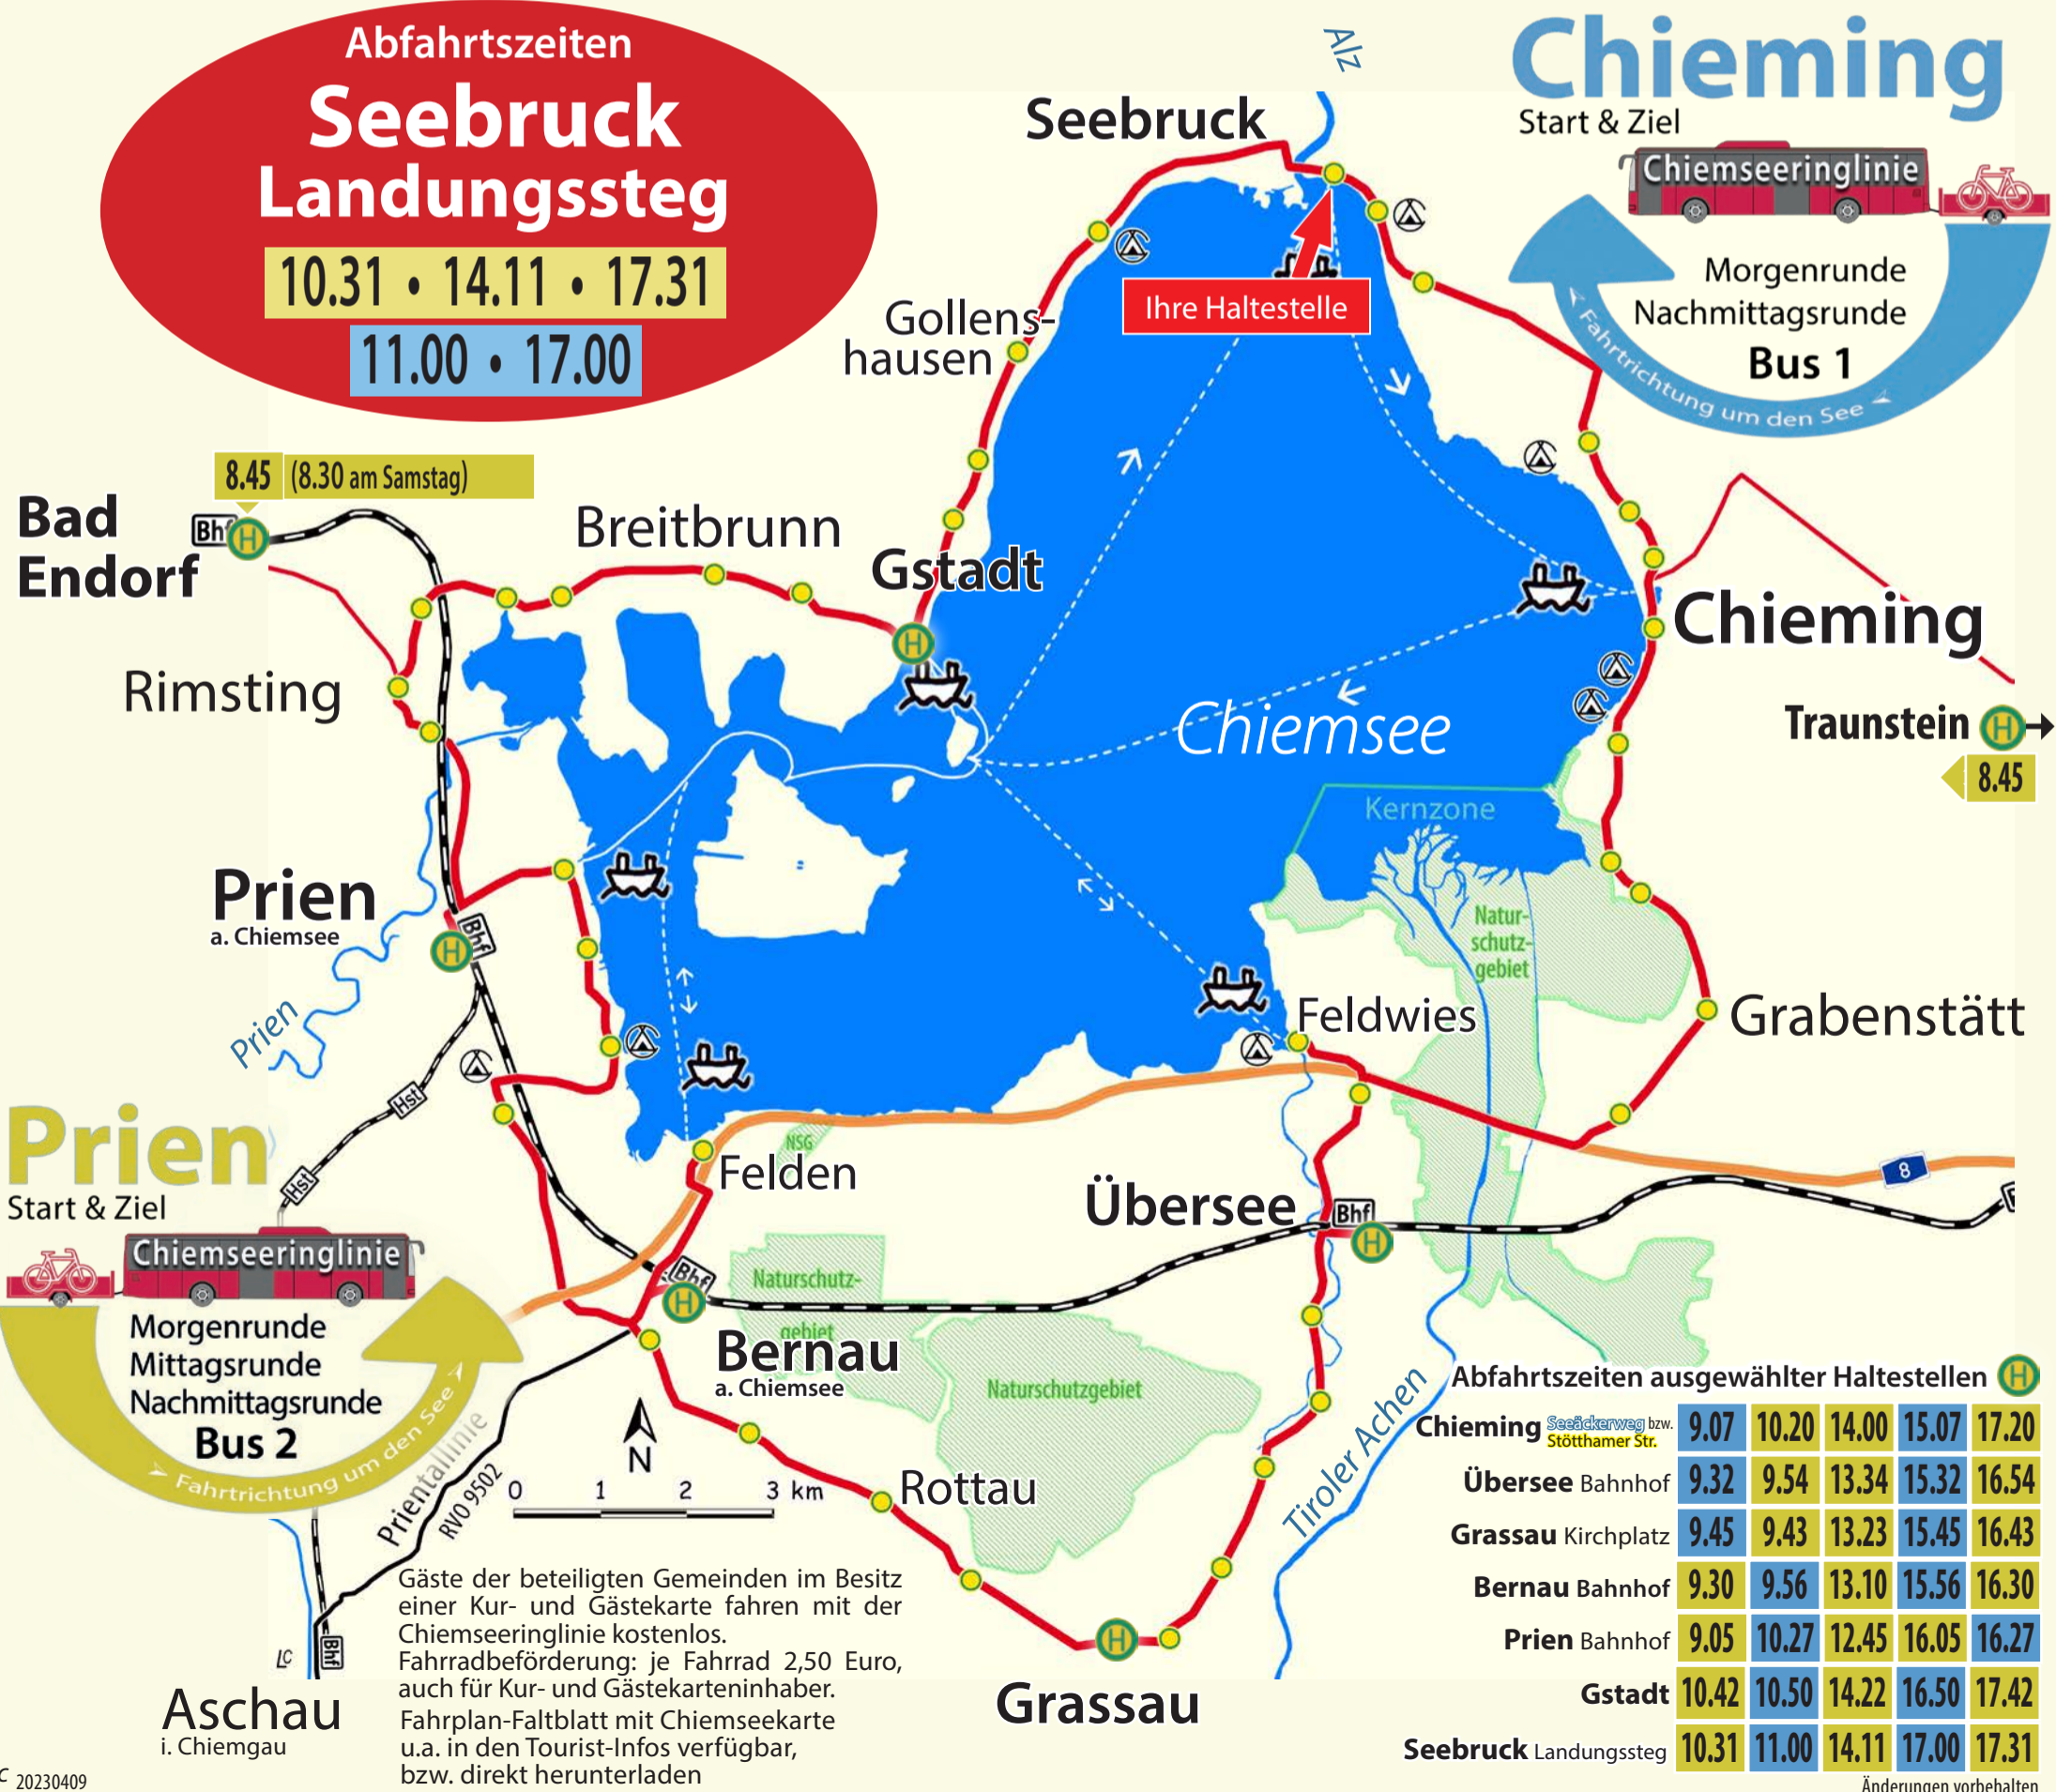 Abfahrtszeiten
Seebruck
Landungssteg
10.31 • 14.11 • 17.31
11.00 • 17.00
Alz
Seebruck
Chieming
Start & Ziel
Chiemseeringlinie
Morgenrunde
Nachmittagsrunde
Bus 1
Fahrtrichtung um den See
Ihre Haltestelle
Gollens-
hausen
8.45 (8.30 am Samstag)
Bad
Endorf
Bhf
H
Breitbrunn
Gstadt
H
Rimsting
Chieming
Chiemsee
Traunstein H
8.45
Kernzone
Prien
a. Chiemsee
Bhf
H
Natur-
schutz-
gebiet
Prien
Feldwies
Grabenstätt
Hst
Hst
Prien
Start & Ziel
Chiemseeringlinie
Morgenrunde
Mittagsrunde
Nachmittagsrunde
Bus 2
Fahrtrichtung um den See
NSG
Felden
8
Übersee
Bhf
H
Bhf
H
Naturschutz-
gebiet
Bernau
a. Chiemsee
Naturschutzgebiet
N
0 1 2 3 km
Prientallinie
RVO 9502
Rottau
Tiroler Achen
H
Grassau
LC
Bhf
Aschau
i. Chiemgau
Gäste der beteiligten Gemeinden im Besitz
einer Kur- und Gästekarte fahren mit der
Chiemseeringlinie kostenlos.
Fahrradbeförderung: je Fahrrad 2,50 Euro,
auch für Kur- und Gästekarteninhaber.
Fahrplan-Faltblatt mit Chiemseekarte
u.a. in den Tourist-Infos verfügbar,
bzw. direkt herunterladen
Abfahrtszeiten ausgewählter Haltestellen H
Chieming Seeäckerweg bzw. Stötthamer Str. 9.07 10.20 14.00 15.07 17.20
Übersee Bahnhof 9.32 9.54 13.34 15.32 16.54
Grassau Kirchplatz 9.45 9.43 13.23 15.45 16.43
Bernau Bahnhof 9.30 9.56 13.10 15.56 16.30
Prien Bahnhof 9.05 10.27 12.45 16.05 16.27
Gstadt 10.42 10.50 14.22 16.50 17.42
Seebruck Landungssteg 10.31 11.00 14.11 17.00 17.31
Änderungen vorbehalten
20230409